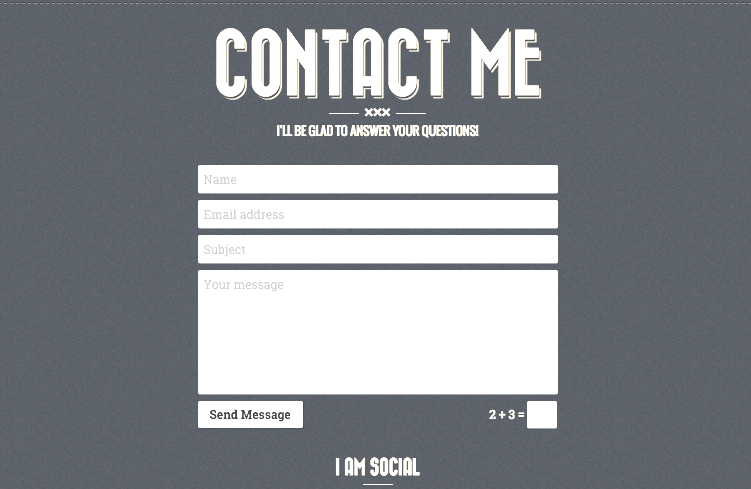 CONTACT ME
xxx
I'LL BE GLAD TO ANSWER YOUR QUESTIONS!
Name
Email address
Subject
Your message
Send Message 2 + 3 =
I AM SOCIAL